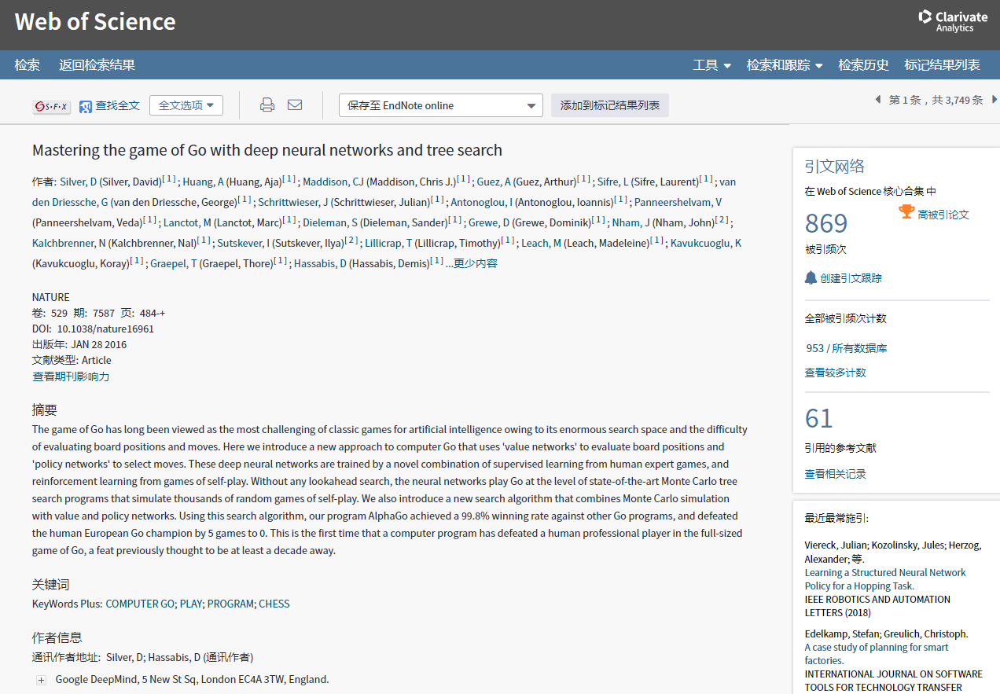 Web of Science
Clarivate
Analytics
检索 返回检索结果 工具 检索和跟踪 检索历史 标记结果列表
S·F·X 查找全文 全文选项 保存至 EndNote online 添加到标记结果列表 第 1 条，共 3,749 条
Mastering the game of Go with deep neural networks and tree search
作者: Silver, D (Silver, David)[ 1 ] ; Huang, A (Huang, Aja)[ 1 ] ; Maddison, CJ (Maddison, Chris J.)[ 1 ] ; Guez, A (Guez, Arthur)[ 1 ] ; Sifre, L (Sifre, Laurent)[ 1 ] ; van
den Driessche, G (van den Driessche, George)[ 1 ] ; Schrittwieser, J (Schrittwieser, Julian)[ 1 ] ; Antonoglou, I (Antonoglou, Ioannis)[ 1 ] ; Panneershelvam, V
(Panneershelvam, Veda)[ 1 ] ; Lanctot, M (Lanctot, Marc)[ 1 ] ; Dieleman, S (Dieleman, Sander)[ 1 ] ; Grewe, D (Grewe, Dominik)[ 1 ] ; Nham, J (Nham, John)[ 2 ] ;
Kalchbrenner, N (Kalchbrenner, Nal)[ 1 ] ; Sutskever, I (Sutskever, Ilya)[ 2 ] ; Lillicrap, T (Lillicrap, Timothy)[ 1 ] ; Leach, M (Leach, Madeleine)[ 1 ] ; Kavukcuoglu, K
(Kavukcuoglu, Koray)[ 1 ] ; Graepel, T (Graepel, Thore)[ 1 ] ; Hassabis, D (Hassabis, Demis)[ 1 ] ...更少内容
NATURE
卷: 529 期: 7587 页: 484-+
DOI: 10.1038/nature16961
出版年: JAN 28 2016
文献类型: Article
查看期刊影响力
摘要
The game of Go has long been viewed as the most challenging of classic games for artificial intelligence owing to its enormous search space and the difficulty
of evaluating board positions and moves. Here we introduce a new approach to computer Go that uses 'value networks' to evaluate board positions and
'policy networks' to select moves. These deep neural networks are trained by a novel combination of supervised learning from human expert games, and
reinforcement learning from games of self-play. Without any lookahead search, the neural networks play Go at the level of state-of-the-art Monte Carlo tree
search programs that simulate thousands of random games of self-play. We also introduce a new search algorithm that combines Monte Carlo simulation
with value and policy networks. Using this search algorithm, our program AlphaGo achieved a 99.8% winning rate against other Go programs, and defeated
the human European Go champion by 5 games to 0. This is the first time that a computer program has defeated a human professional player in the full-sized
game of Go, a feat previously thought to be at least a decade away.
关键词
KeyWords Plus: COMPUTER GO; PLAY; PROGRAM; CHESS
作者信息
通讯作者地址: Silver, D; Hassabis, D (通讯作者)
+ Google DeepMind, 5 New St Sq, London EC4A 3TW, England.
引文网络
在 Web of Science 核心合集 中
869 高被引论文
被引频次
创建引文跟踪
全部被引频次计数
953 / 所有数据库
查看较多计数
61
引用的参考文献
查看相关记录
最近最常施引:
Viereck, Julian; Kozolinsky, Jules; Herzog,
Alexander; 等.
Learning a Structured Neural Network
Policy for a Hopping Task.
IEEE ROBOTICS AND AUTOMATION
LETTERS (2018)
Edelkamp, Stefan; Greulich, Christoph.
A case study of planning for smart
factories.
INTERNATIONAL JOURNAL ON SOFTWARE
TOOLS FOR TECHNOLOGY TRANSFER